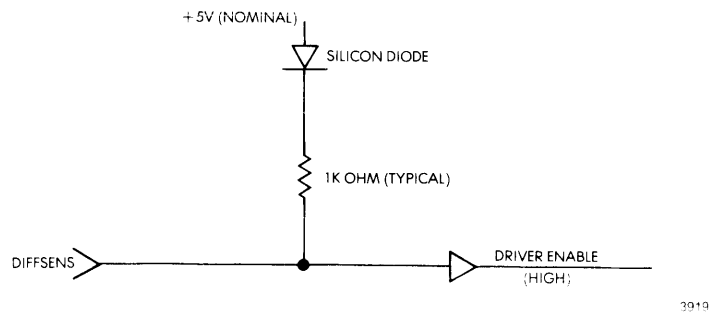 +5V (NOMINAL)
SILICON DIODE
1K OHM (TYPICAL)
DIFFSENS
DRIVER ENABLE
(HIGH)
3919